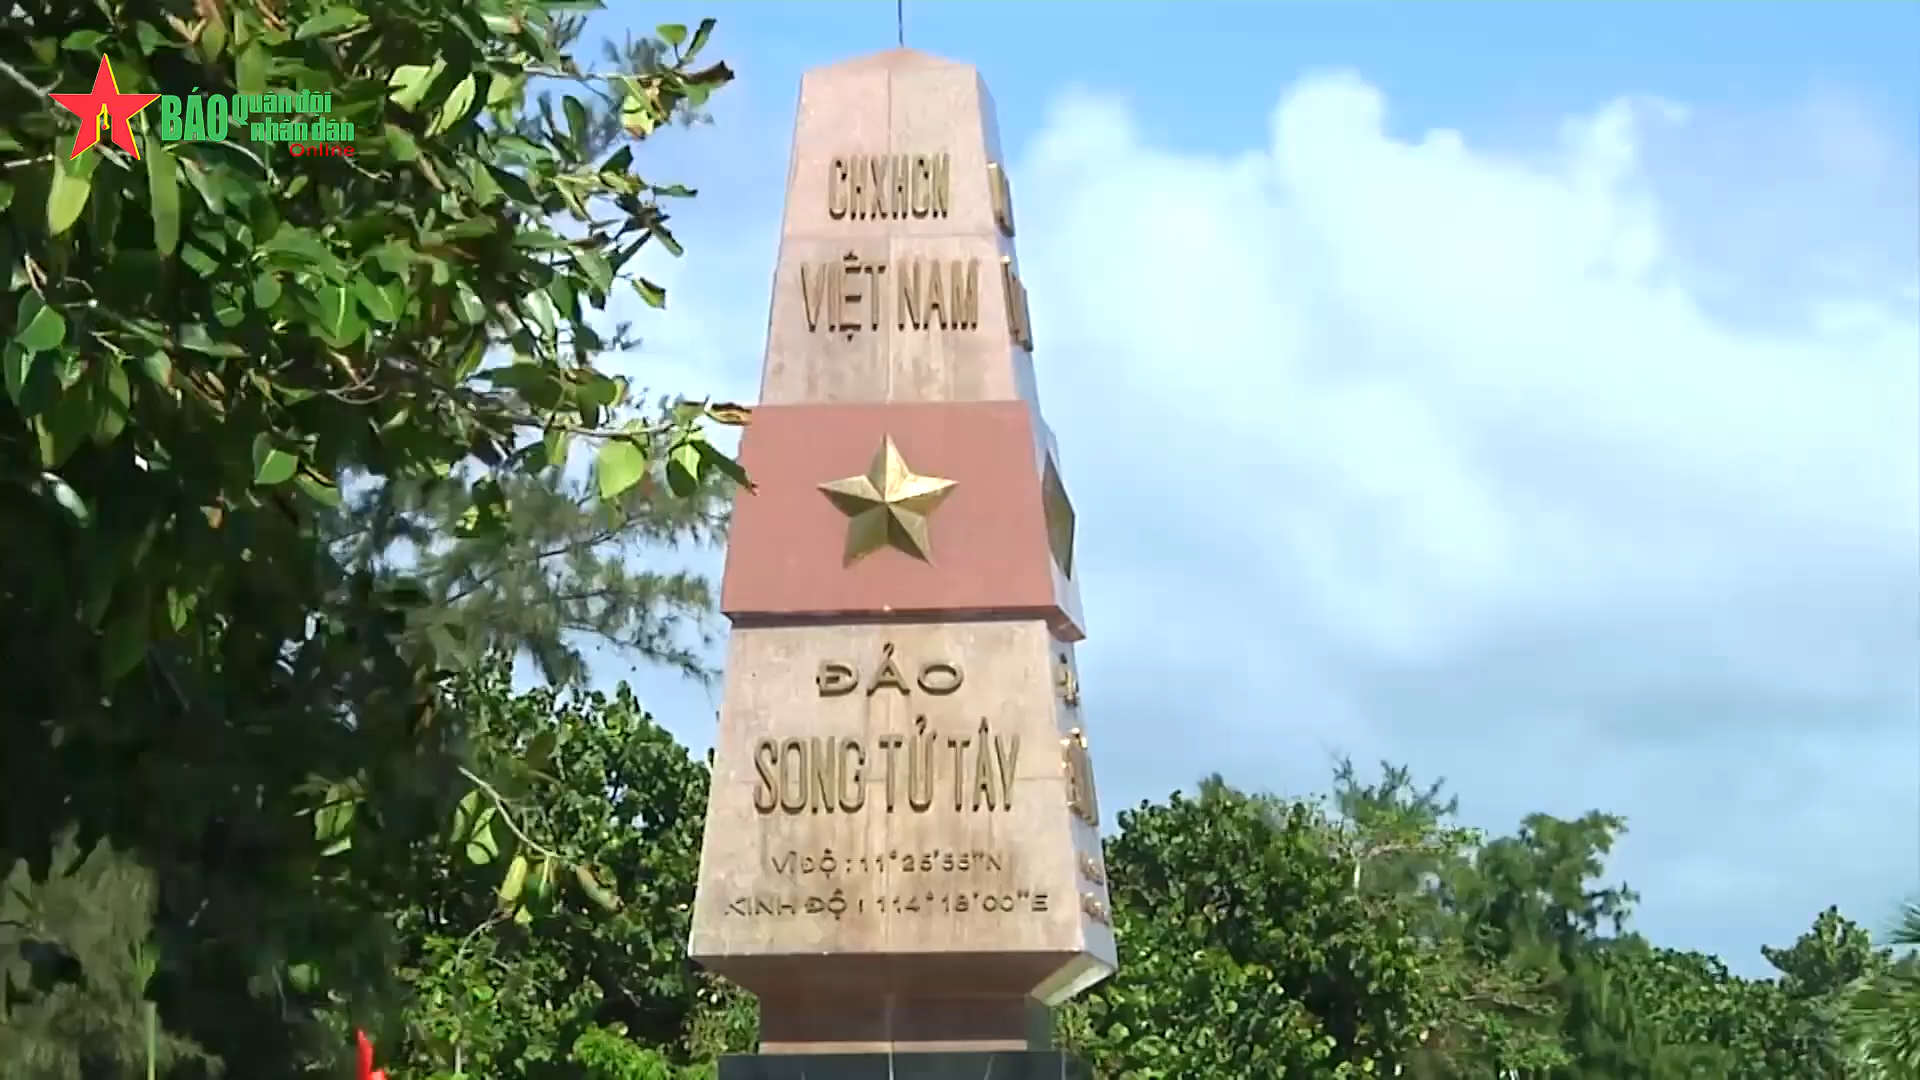 BÁO Quân đội
nhân dân
Online
CHXHCN
VIỆT NAM
ĐẢO
SONG TỬ TÂY
VĨ ĐỘ : 11°25'55"N
KINH ĐỘ : 114°18'00"E